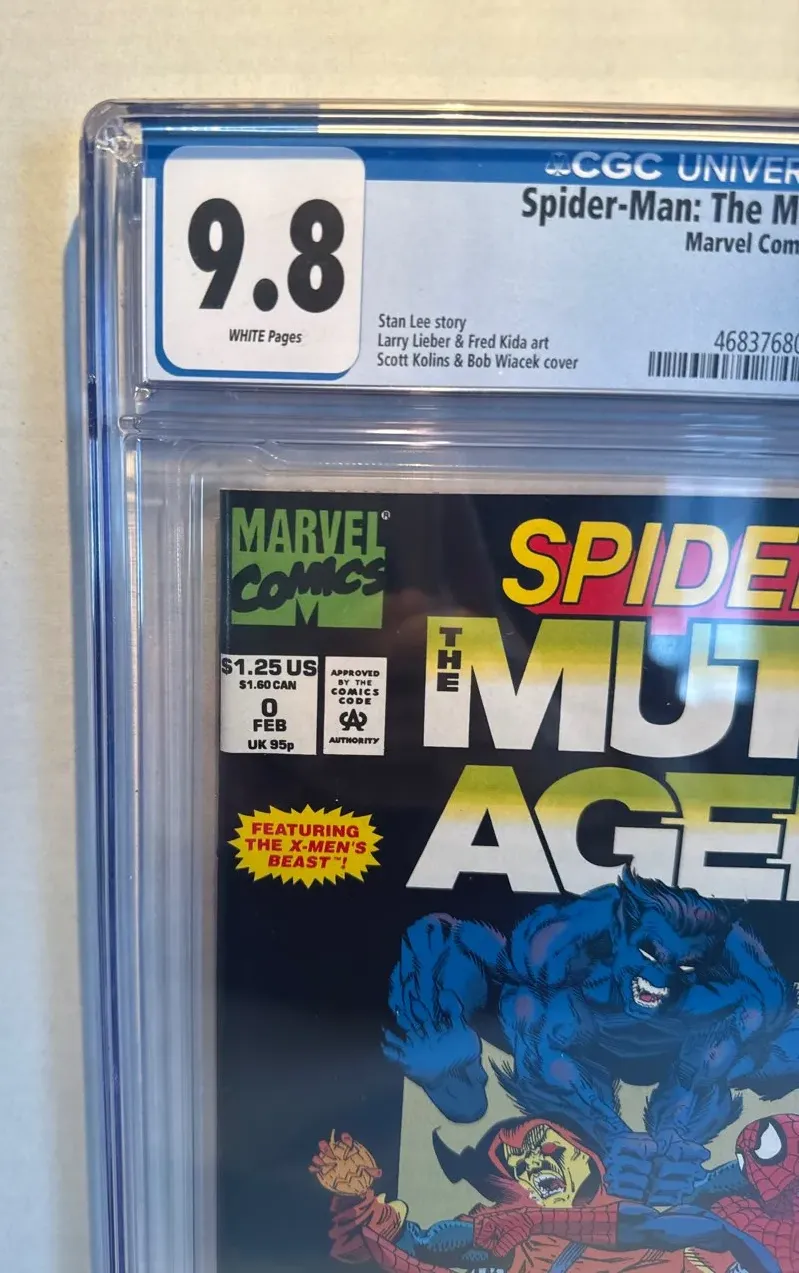 9.8
WHITE Pages
CGC UNIVER
Spider-Man: The M
Marvel Com
Stan Lee story
Larry Lieber & Fred Kida art
Scott Kolins & Bob Wiacek cover
46837680
MARVEL®
COMICS
M
$1.25 US
$1.60 CAN
0
FEB
UK 95p
APPROVED
BY THE
COMICS
CODE
CA
AUTHORITY
SPIDE
THE
MUT
AGE
FEATURING
THE X-MEN'S
BEAST™!